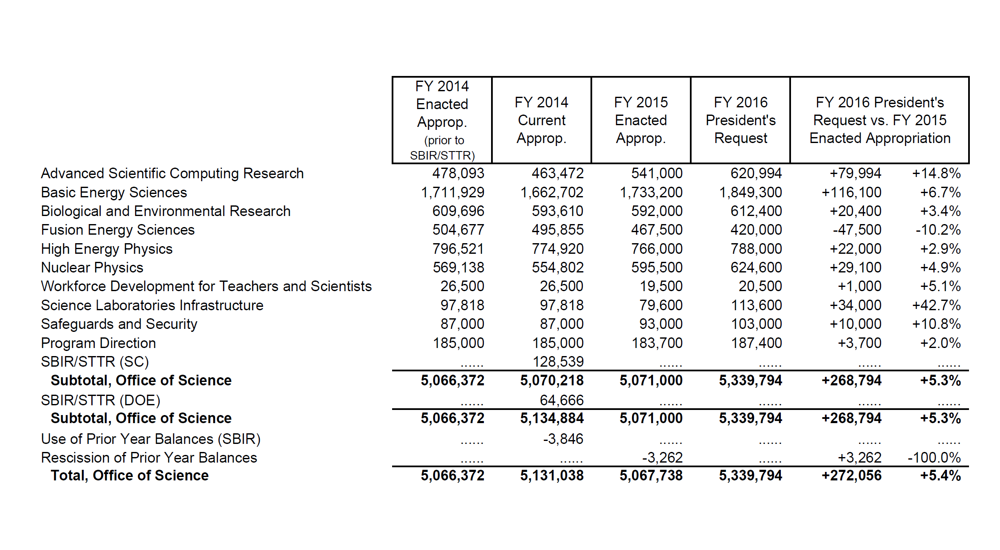 FY 2014
Enacted
Approp.
(prior to
SBIR/STTR)
FY 2014
Current
Approp.
FY 2015
Enacted
Approp.
FY 2016
President's
Request
FY 2016 President's
Request vs. FY 2015
Enacted Appropriation
Advanced Scientific Computing Research 478,093 463,472 541,000 620,994 +79,994 +14.8%
Basic Energy Sciences 1,711,929 1,662,702 1,733,200 1,849,300 +116,100 +6.7%
Biological and Environmental Research 609,696 593,610 592,000 612,400 +20,400 +3.4%
Fusion Energy Sciences 504,677 495,855 467,500 420,000 -47,500 -10.2%
High Energy Physics 796,521 774,920 766,000 788,000 +22,000 +2.9%
Nuclear Physics 569,138 554,802 595,500 624,600 +29,100 +4.9%
Workforce Development for Teachers and Scientists 26,500 26,500 19,500 20,500 +1,000 +5.1%
Science Laboratories Infrastructure 97,818 97,818 79,600 113,600 +34,000 +42.7%
Safeguards and Security 87,000 87,000 93,000 103,000 +10,000 +10.8%
Program Direction 185,000 185,000 183,700 187,400 +3,700 +2.0%
SBIR/STTR (SC) ...... 128,539 ...... ...... ...... ......
Subtotal, Office of Science 5,066,372 5,070,218 5,071,000 5,339,794 +268,794 +5.3%
SBIR/STTR (DOE) ...... 64,666 ...... ...... ...... ......
Subtotal, Office of Science 5,066,372 5,134,884 5,071,000 5,339,794 +268,794 +5.3%
Use of Prior Year Balances (SBIR) ...... -3,846 ...... ...... ...... ......
Rescission of Prior Year Balances ...... ...... -3,262 ...... +3,262 -100.0%
Total, Office of Science 5,066,372 5,131,038 5,067,738 5,339,794 +272,056 +5.4%